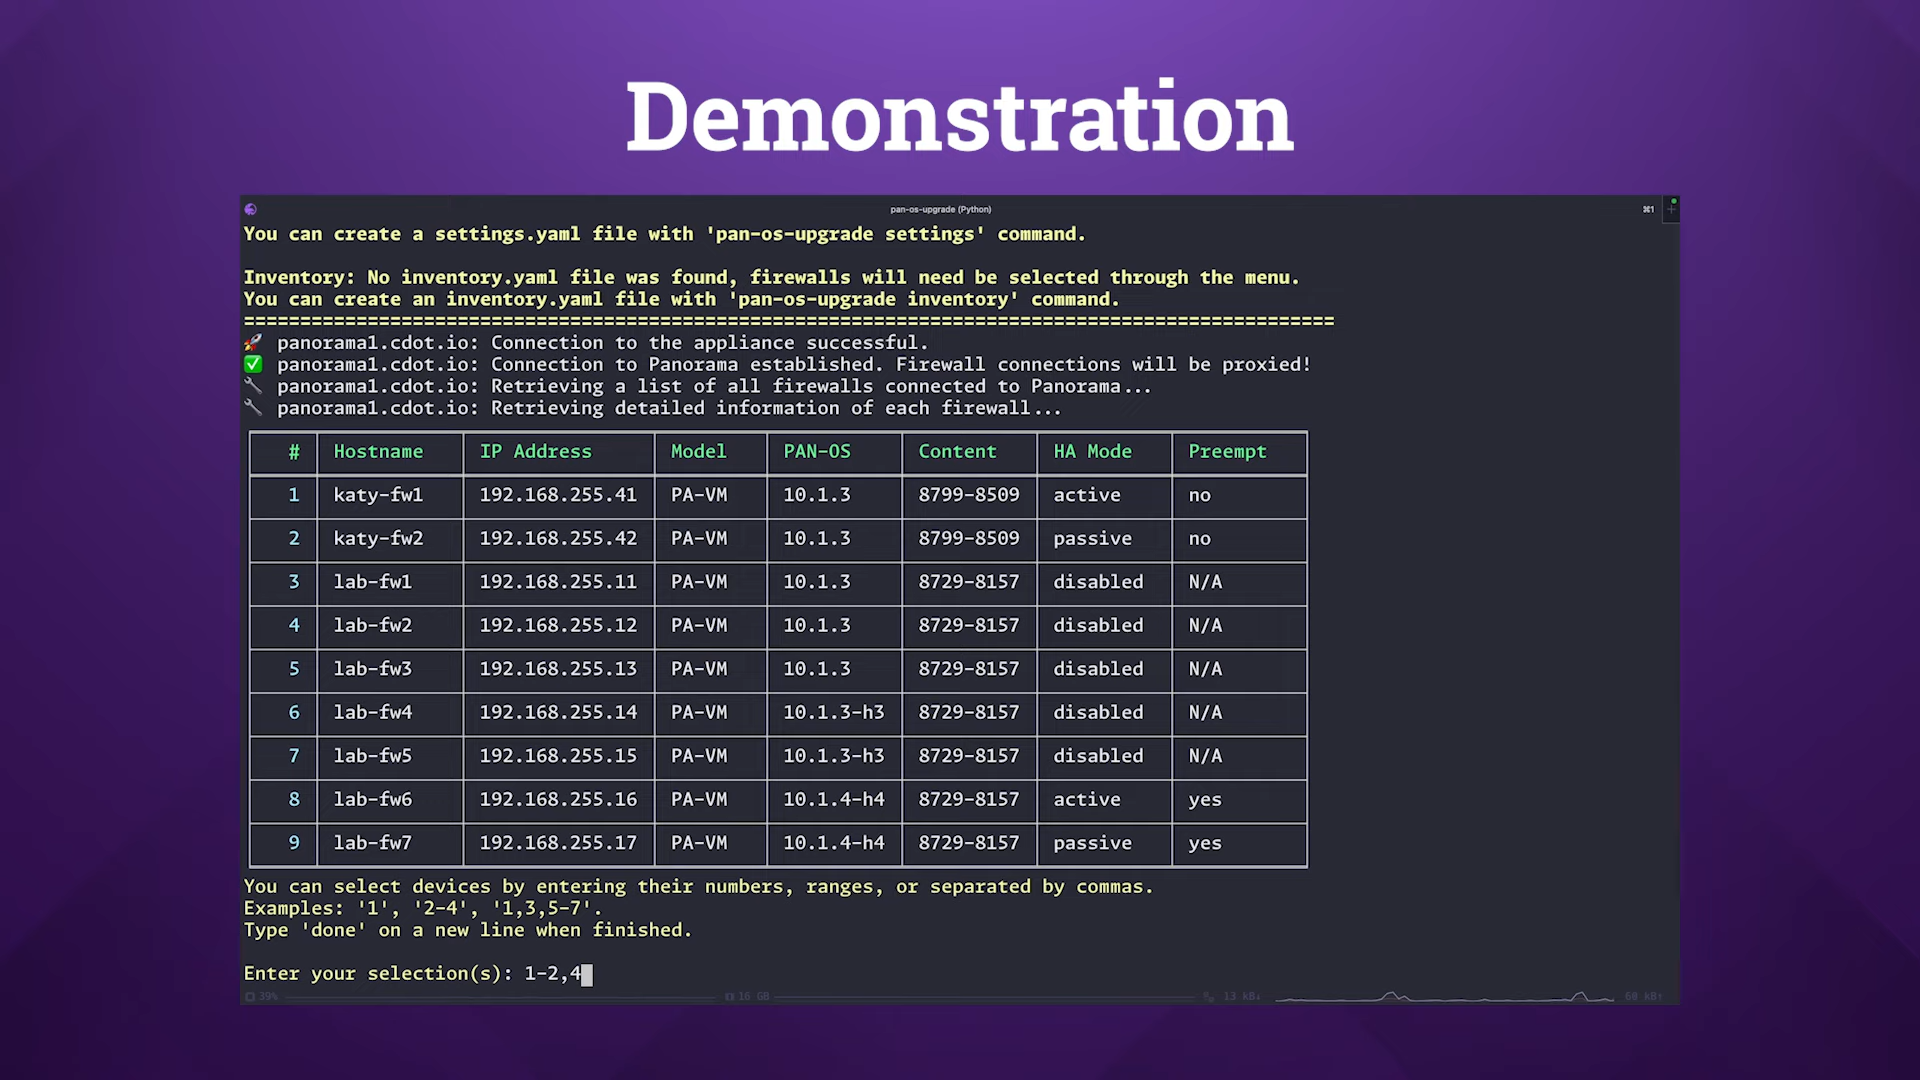 Demonstration
pan-os-upgrade (Python)
⌘1
You can create a settings.yaml file with 'pan-os-upgrade settings' command.
Inventory: No inventory.yaml file was found, firewalls will need be selected through the menu.
You can create an inventory.yaml file with 'pan-os-upgrade inventory' command.
=================================================================================================
🚀 panorama1.cdot.io: Connection to the appliance successful.
✅ panorama1.cdot.io: Connection to Panorama established. Firewall connections will be proxied!
🔧 panorama1.cdot.io: Retrieving a list of all firewalls connected to Panorama...
🔧 panorama1.cdot.io: Retrieving detailed information of each firewall...
# Hostname IP Address Model PAN-OS Content HA Mode Preempt
1 katy-fw1 192.168.255.41 PA-VM 10.1.3 8799-8509 active no
2 katy-fw2 192.168.255.42 PA-VM 10.1.3 8799-8509 passive no
3 lab-fw1 192.168.255.11 PA-VM 10.1.3 8729-8157 disabled N/A
4 lab-fw2 192.168.255.12 PA-VM 10.1.3 8729-8157 disabled N/A
5 lab-fw3 192.168.255.13 PA-VM 10.1.3 8729-8157 disabled N/A
6 lab-fw4 192.168.255.14 PA-VM 10.1.3-h3 8729-8157 disabled N/A
7 lab-fw5 192.168.255.15 PA-VM 10.1.3-h3 8729-8157 disabled N/A
8 lab-fw6 192.168.255.16 PA-VM 10.1.4-h4 8729-8157 active yes
9 lab-fw7 192.168.255.17 PA-VM 10.1.4-h4 8729-8157 passive yes
You can select devices by entering their numbers, ranges, or separated by commas.
Examples: '1', '2-4', '1,3,5-7'.
Type 'done' on a new line when finished.
Enter your selection(s): 1-2,4
39% 16 GB 13 kB↓ 60 kB↑